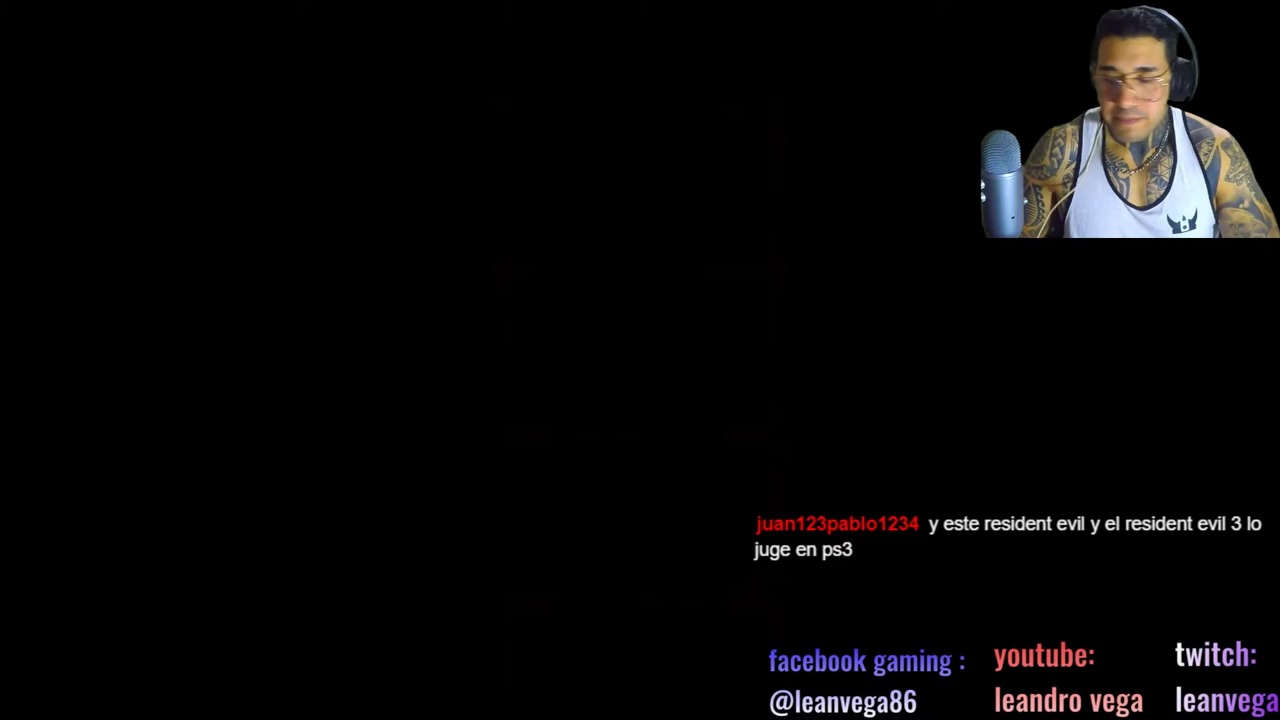 juan123pablo1234 y este resident evil y el resident evil 3 lo
juge en ps3
facebook gaming :
@leanvega86
youtube:
leandro vega
twitch:
leanvega